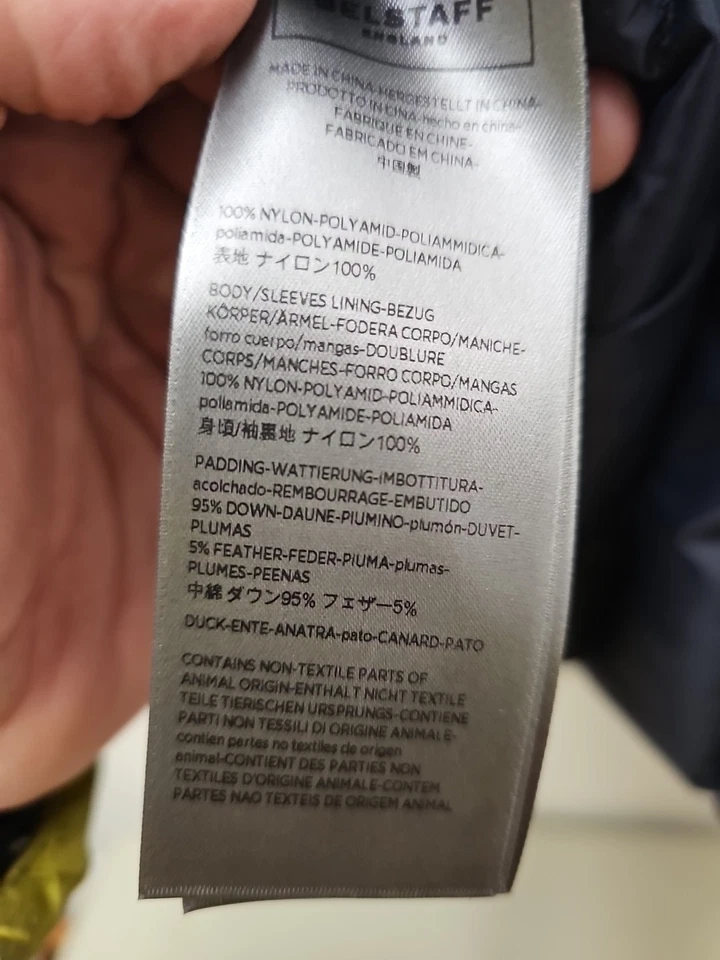 BELSTAFF
ENGLAND
MADE IN CHINA-HERGESTELLT IN CHINA-
PRODOTTO IN CINA-hecho en china-
FABRIQUE EN CHINE-
FABRICADO EM CHINA-
中国製
100% NYLON-POLYAMID-POLIAMMIDICA-
poliamida-POLYAMIDE-POLIAMIDA
表地 ナイロン100%
BODY/SLEEVES LINING-BEZUG
KÖRPER/ÄRMEL-FODERA CORPO/MANICHE-
forro cuerpo/mangas-DOUBLURE
CORPS/MANCHES-FORRO CORPO/MANGAS
100% NYLON-POLYAMID-POLIAMMIDICA-
poliamida-POLYAMIDE-POLIAMIDA
身頃/袖裏地 ナイロン100%
PADDING-WATTIERUNG-IMBOTTITURA-
acolchado-REMBOURRAGE-EMBUTIDO
95% DOWN-DAUNE-PIUMINO-plumón-DUVET-
PLUMAS
5% FEATHER-FEDER-PIUMA-plumas-
PLUMES-PEENAS
中綿 ダウン95% フェザー5%
DUCK-ENTE-ANATRA-pato-CANARD-PATO
CONTAINS NON-TEXTILE PARTS OF
ANIMAL ORIGIN-ENTHALT NICHT TEXTILE
TEILE TIERISCHEN URSPRUNGS-CONTIENE
PARTI NON TESSILI DI ORIGINE ANIMALE-
contien partes no textiles de origen
animal-CONTIENT DES PARTIES NON
TEXTILES D'ORIGINE ANIMALE-CONTEM
PARTES NAO TEXTEIS DE ORIGEM ANIMAL